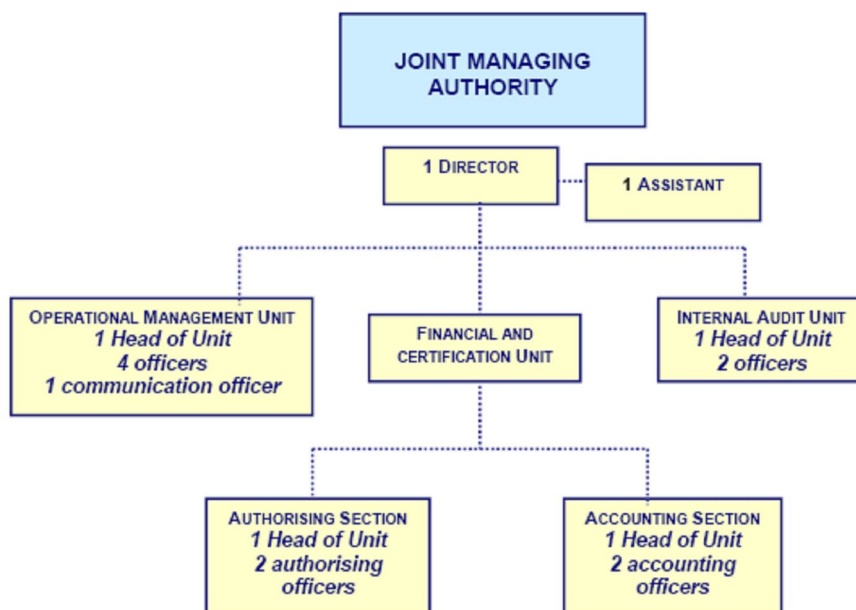 JOINT MANAGING
AUTHORITY
1 DIRECTOR
1 ASSISTANT
OPERATIONAL MANAGEMENT UNIT
1 Head of Unit
4 officers
1 communication officer
FINANCIAL AND
CERTIFICATION UNIT
INTERNAL AUDIT UNIT
1 Head of Unit
2 officers
AUTHORISING SECTION
1 Head of Unit
2 authorising
officers
ACCOUNTING SECTION
1 Head of Unit
2 accounting
officers